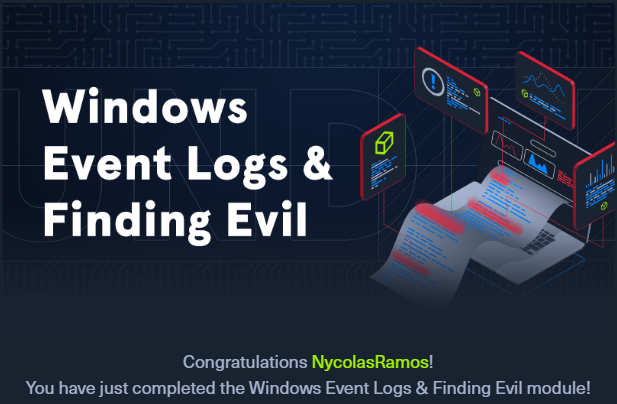 Windows
Event Logs &
Finding Evil
Congratulations NycolasRamos!
You have just completed the Windows Event Logs & Finding Evil module!